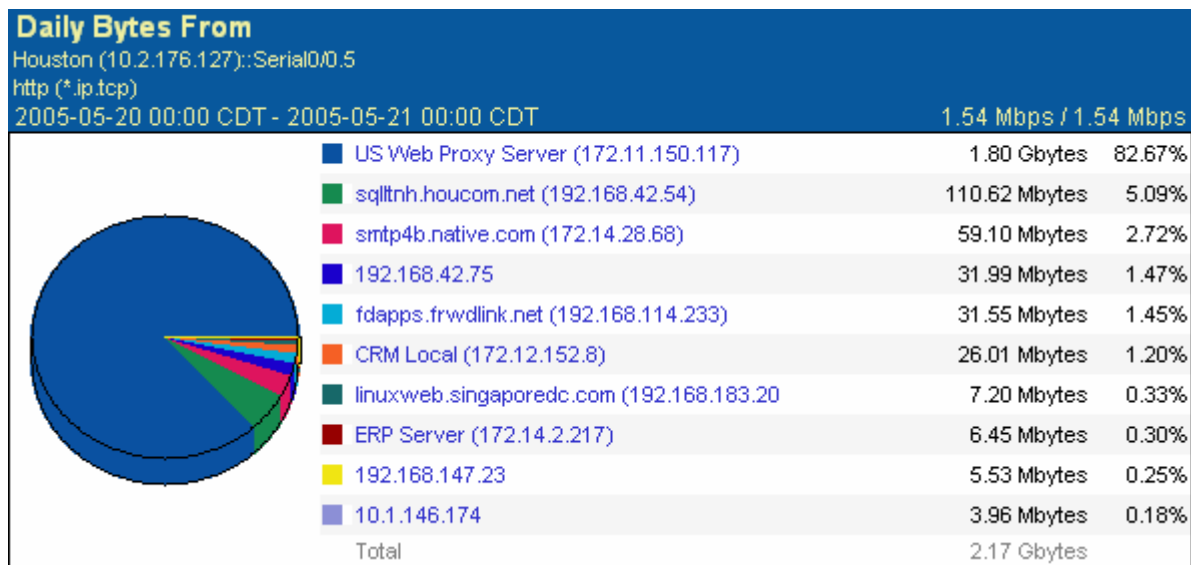 Daily Bytes From
Houston (10.2.176.127)::Serial0/0.5
http (*.ip.tcp)
2005-05-20 00:00 CDT - 2005-05-21 00:00 CDT 1.54 Mbps / 1.54 Mbps
US Web Proxy Server (172.11.150.117) 1.80 Gbytes 82.67%
sqltnh.houcom.net (192.168.42.54) 110.62 Mbytes 5.09%
smtp4b.native.com (172.14.28.68) 59.10 Mbytes 2.72%
192.168.42.75 31.99 Mbytes 1.47%
fdapps.frwdlink.net (192.168.114.233) 31.55 Mbytes 1.45%
CRM Local (172.12.152.8) 26.01 Mbytes 1.20%
linuxweb.singaporedc.com (192.168.183.20 7.20 Mbytes 0.33%
ERP Server (172.14.2.217) 6.45 Mbytes 0.30%
192.168.147.23 5.53 Mbytes 0.25%
10.1.146.174 3.96 Mbytes 0.18%
Total 2.17 Gbytes